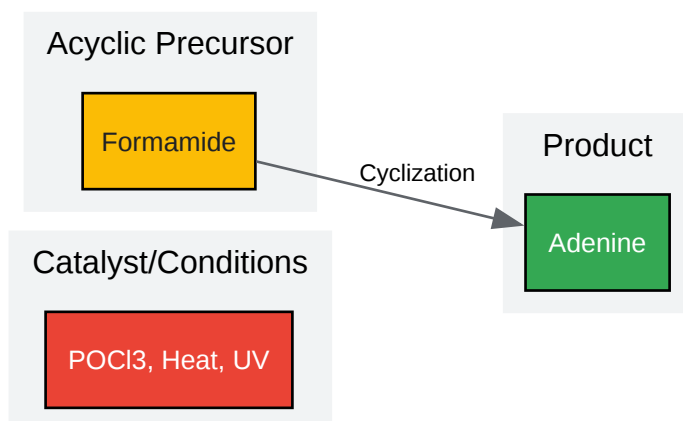 Acyclic Precursor
Formamide
Cyclization
Product
Adenine
Catalyst/Conditions
POCl3, Heat, UV